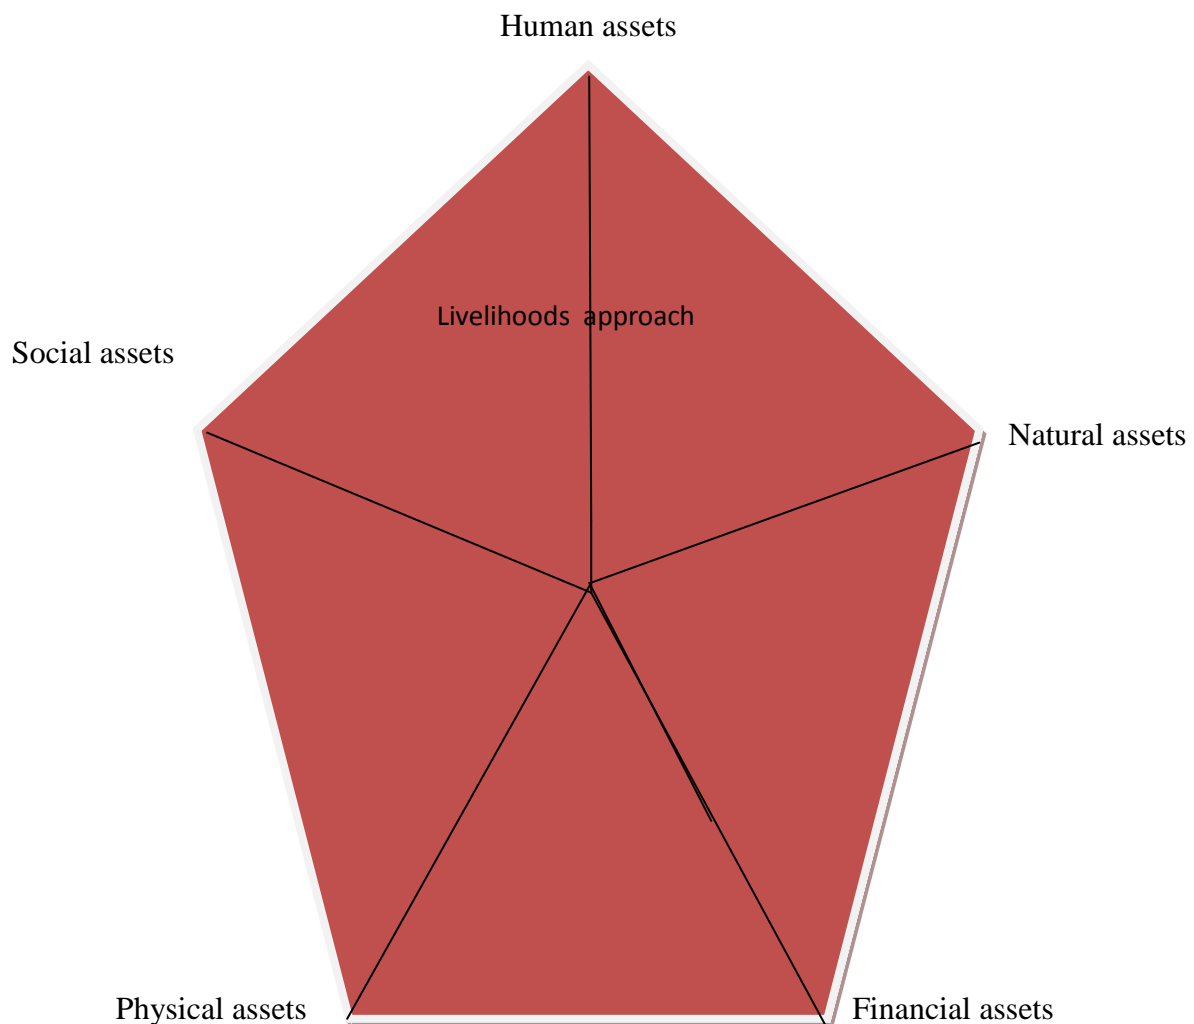 Human assets
Livelihoods approach
Social assets
Natural assets
Physical assets
Financial assets